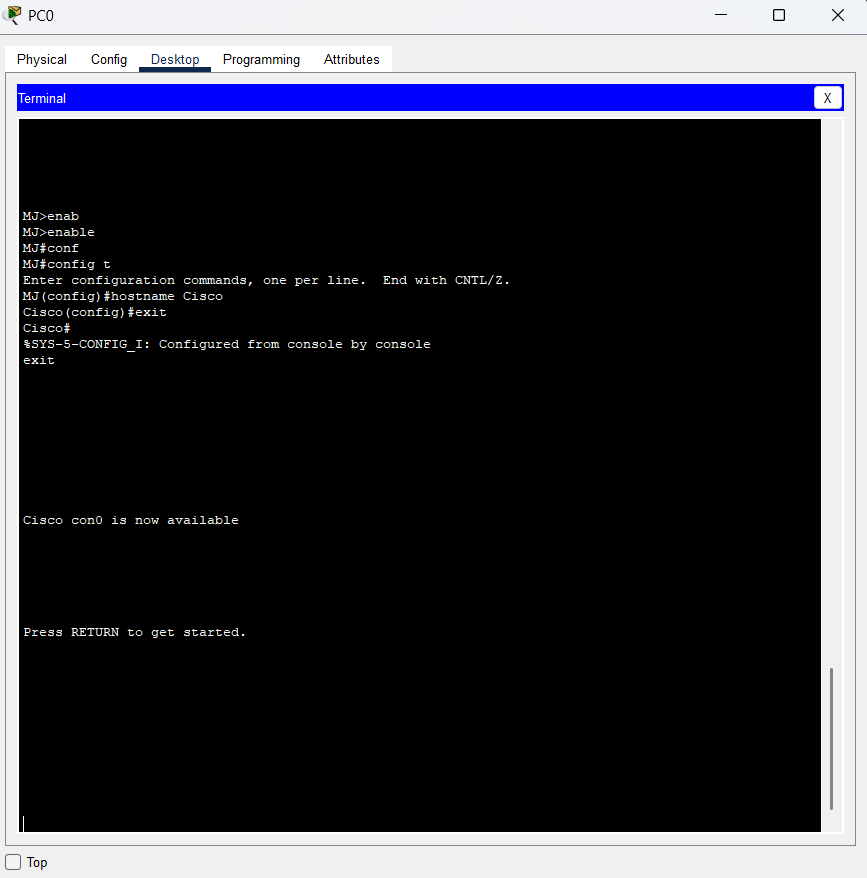 PC0
Physical Config Desktop Programming Attributes
Terminal X
MJ>enab
MJ>enable
MJ#conf
MJ#config t
Enter configuration commands, one per line.  End with CNTL/Z.
MJ(config)#hostname Cisco
Cisco(config)#exit
Cisco#
%SYS-5-CONFIG_I: Configured from console by console
exit
Cisco con0 is now available
Press RETURN to get started.
Top